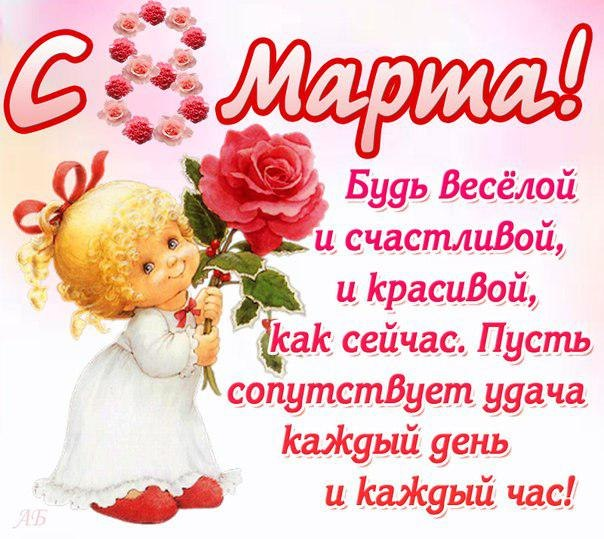 С 8 Марта!
Будь весёлой
и счастливой,
и красивой,
как сейчас. Пусть
сопутствует удача
каждый день
и каждый час!
АБ